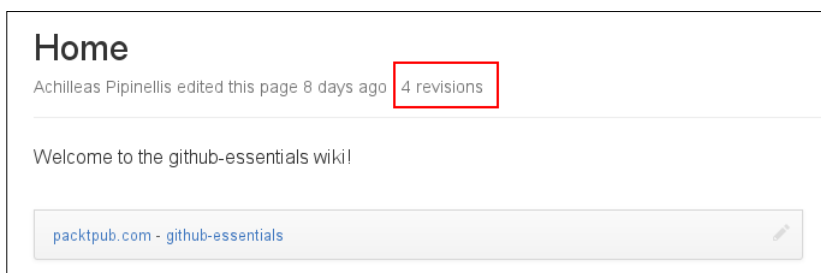 Home
Achilleas Pipinellis edited this page 8 days ago 4 revisions
Welcome to the github-essentials wiki!
packtpub.com - github-essentials